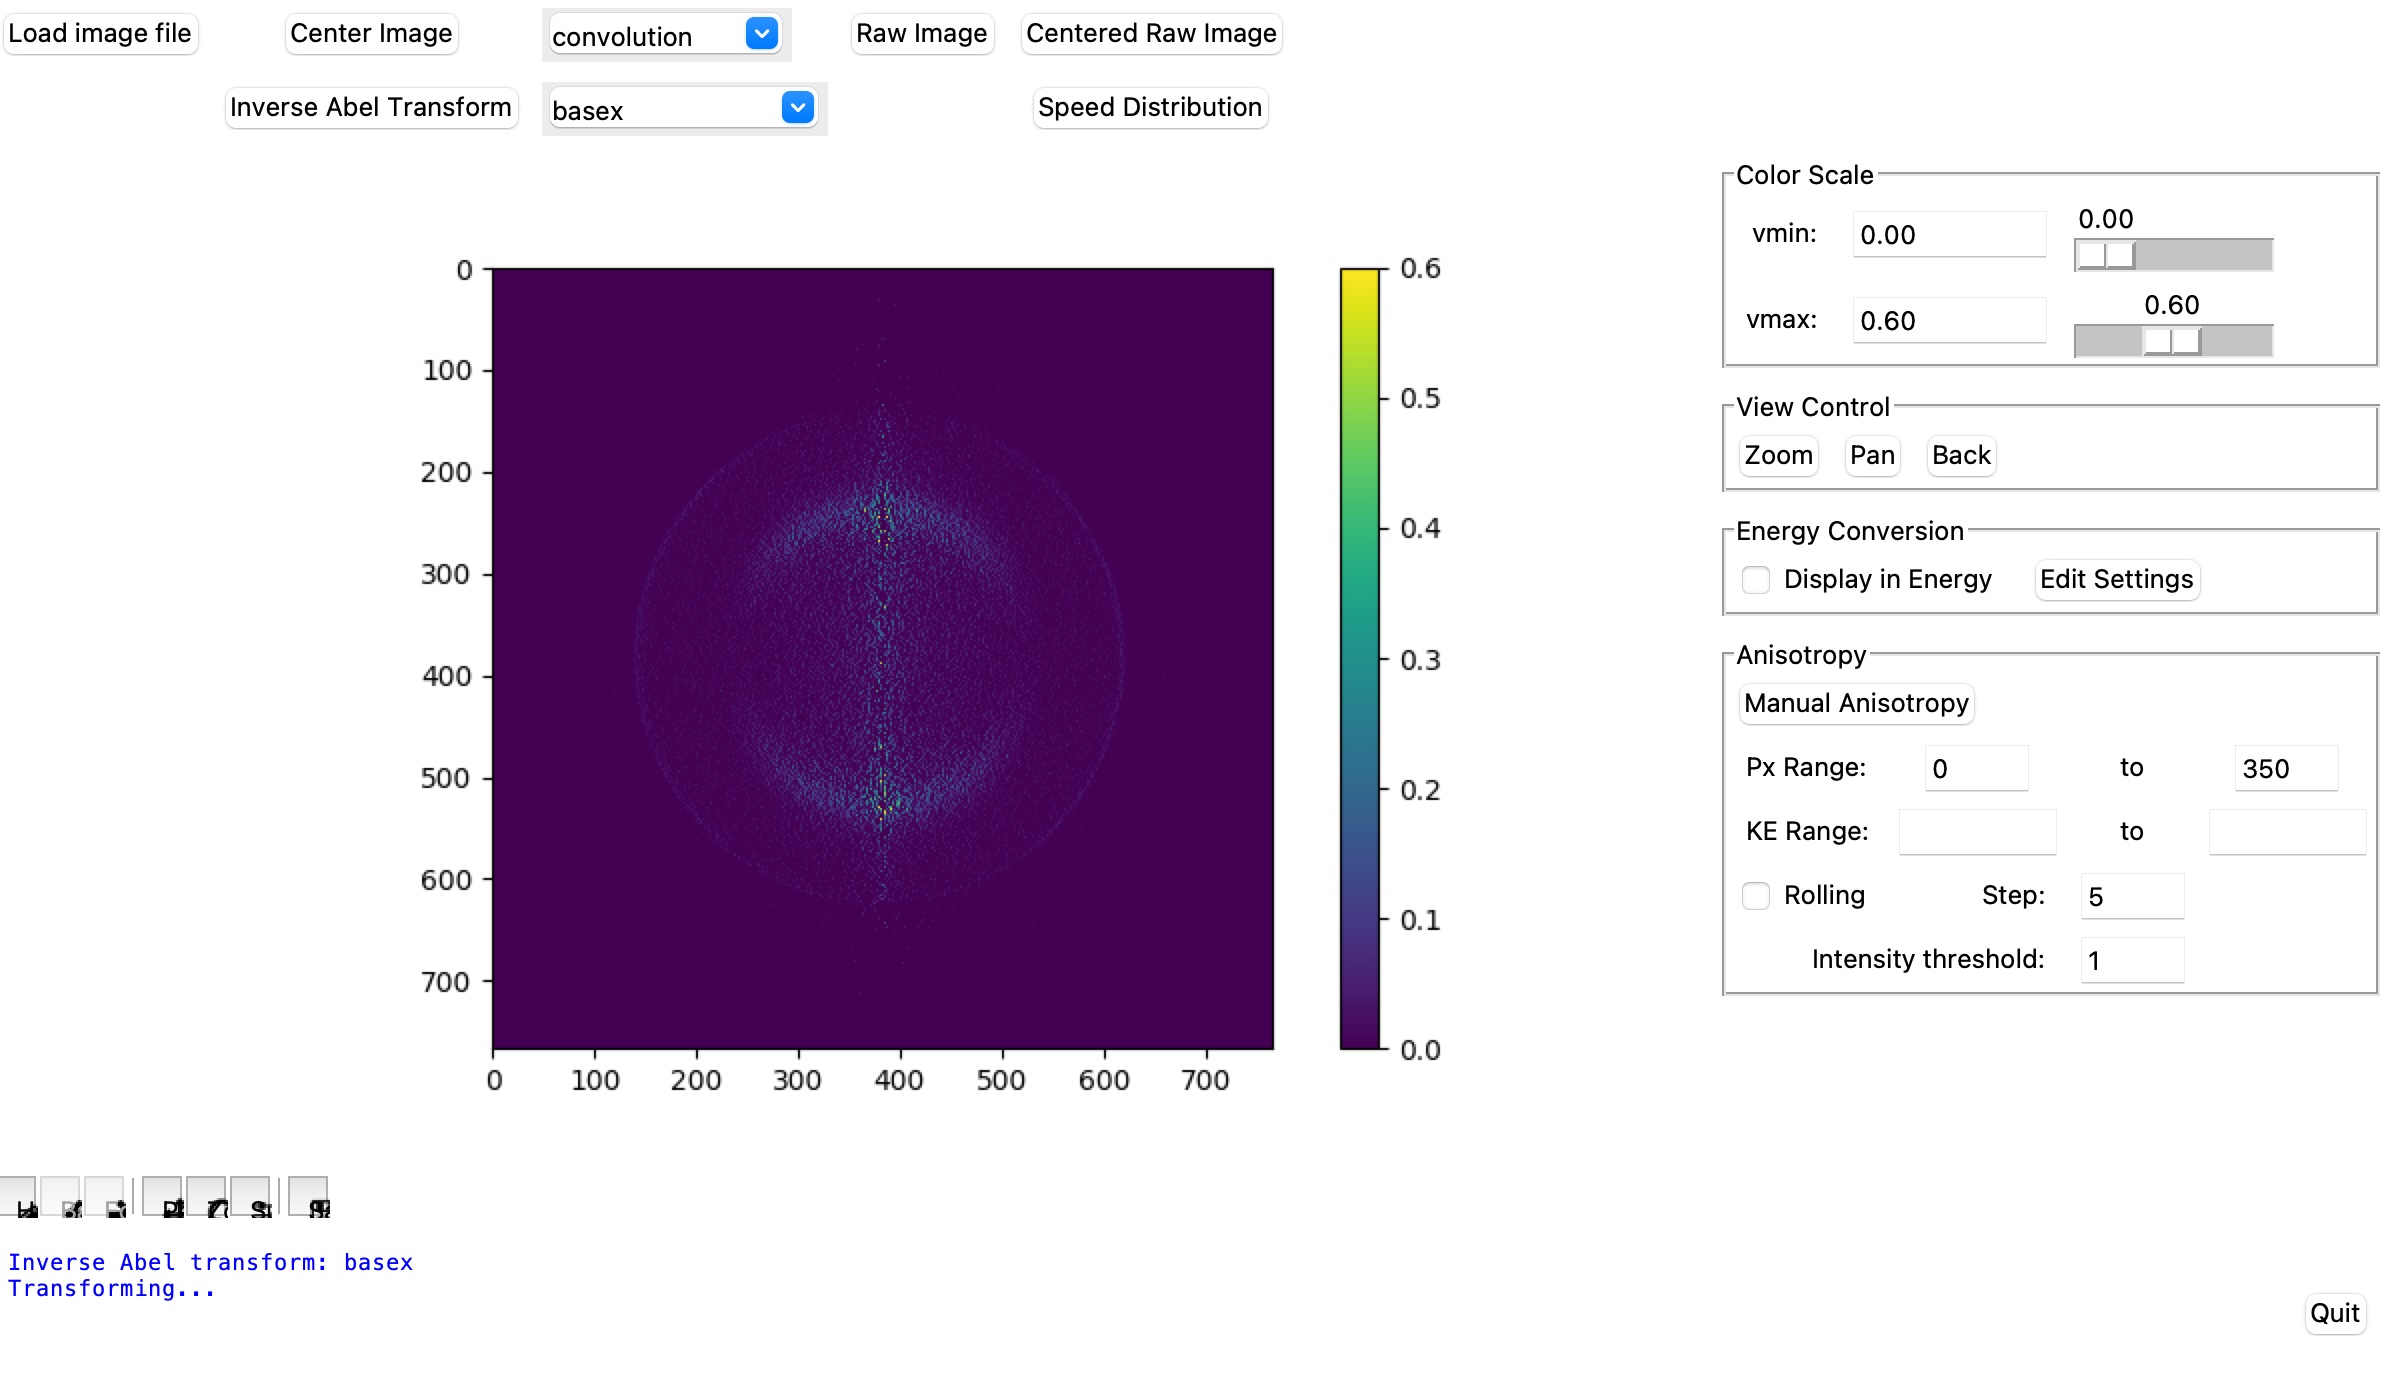 Load image file Center Image convolution Raw Image Centered Raw Image
Inverse Abel Transform basex Speed Distribution
Color Scale
vmin: 0.00 0.00
vmax: 0.60 0.60
View Control
Zoom Pan Back
Energy Conversion
Display in Energy Edit Settings
Anisotropy
Manual Anisotropy
Px Range: 0 to 350
KE Range: to
Rolling Step: 5
Intensity threshold: 1
0
100
200
300
400
500
600
700
0 100 200 300 400 500 600 700
0.6
0.5
0.4
0.3
0.2
0.1
0.0
Inverse Abel transform: basex
Transforming...
Quit